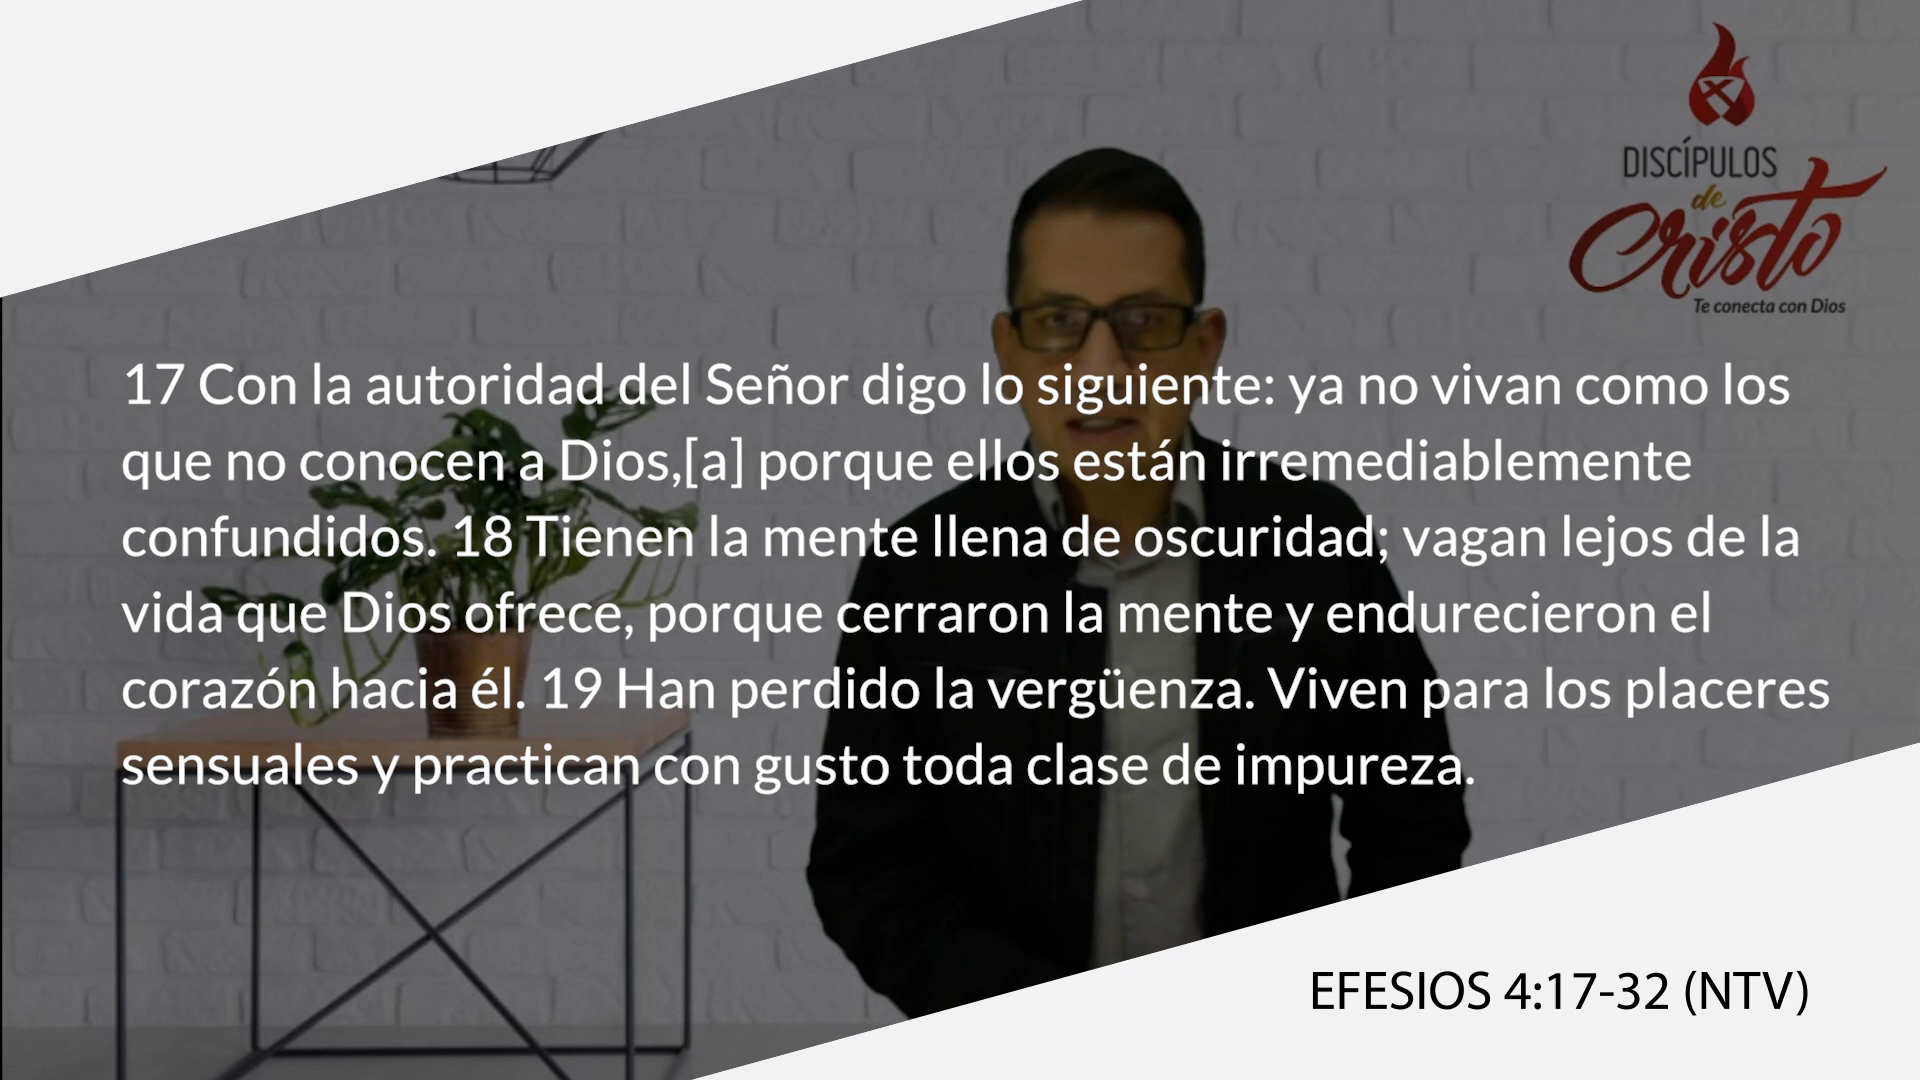 DISCÍPULOS
de
Cristo
Te conecta con Dios
17 Con la autoridad del Señor digo lo siguiente: ya no vivan como los
que no conocen a Dios,[a] porque ellos están irremediablemente
confundidos. 18 Tienen la mente llena de oscuridad; vagan lejos de la
vida que Dios ofrece, porque cerraron la mente y endurecieron el
corazón hacia él. 19 Han perdido la vergüenza. Viven para los placeres
sensuales y practican con gusto toda clase de impureza.
EFESIOS 4:17-32 (NTV)